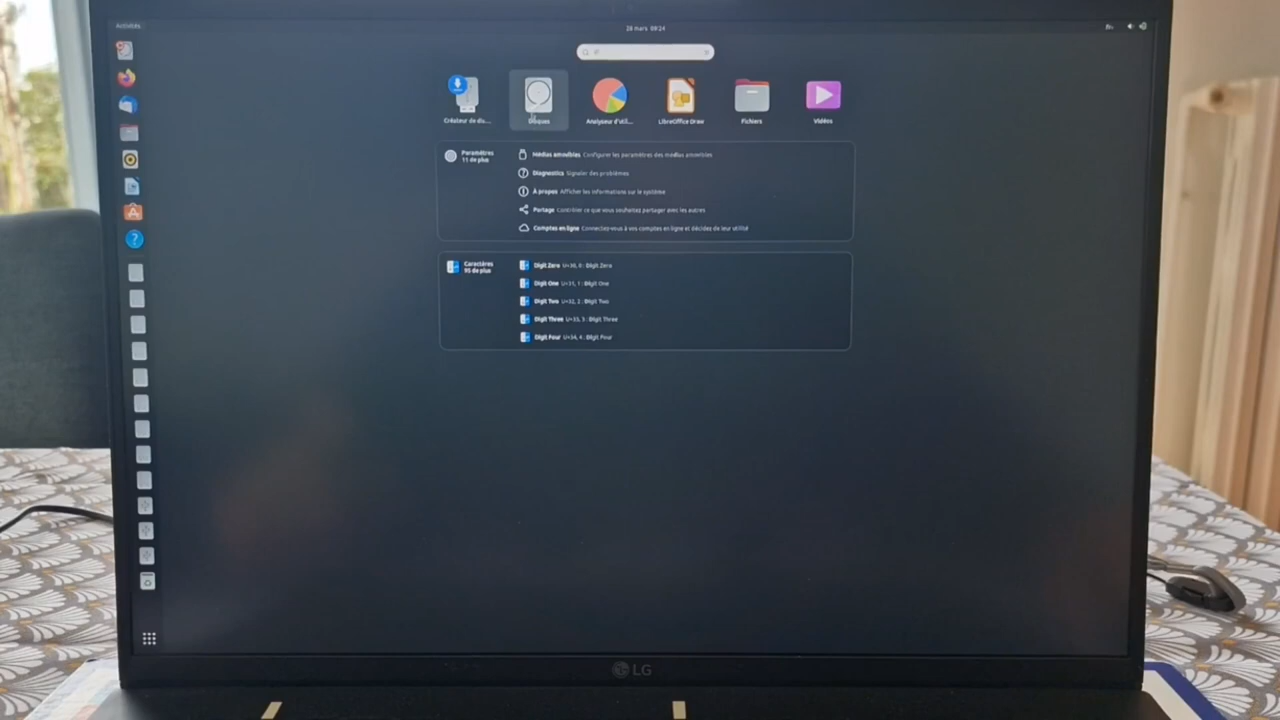 Activités
28 mars 09:24
di
Créateur de di...
Disques
Analyseur d'util...
LibreOffice Draw
Fichiers
Vidéos
Paramètres
11 de plus
Médias amovibles Configurer les paramètres des médias amovibles
Diagnostics Signaler des problèmes
À propos Afficher les informations sur le système
Partage Contrôler ce que vous souhaitez partager avec les autres
Comptes en ligne Connectez-vous à vos comptes en ligne et décidez de leur utilité
Caractères
95 de plus
Digit Zero U+30, 0 : Digit Zero
Digit One U+31, 1 : Digit One
Digit Two U+32, 2 : Digit Two
Digit Three U+33, 3 : Digit Three
Digit Four U+34, 4 : Digit Four
LG